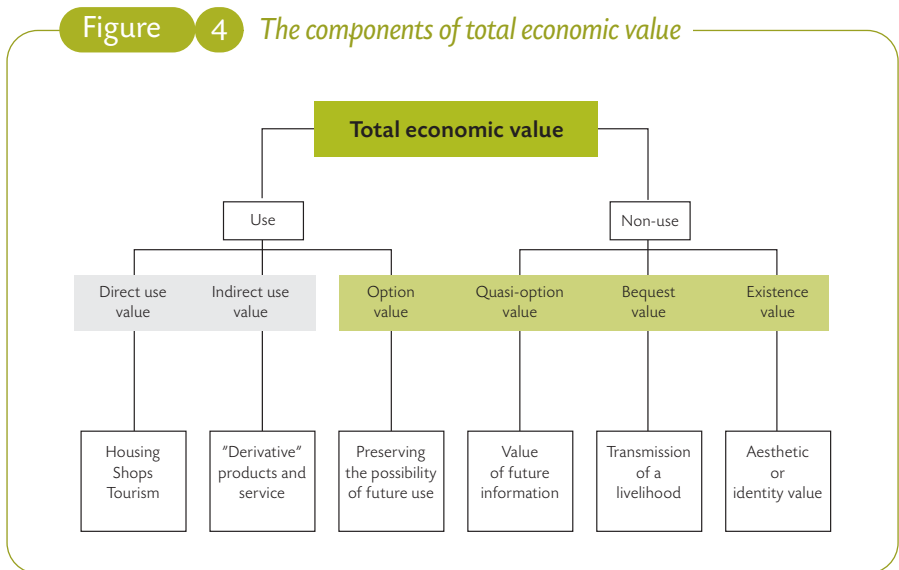 Figure 4 The components of total economic value
Total economic value
Use
Non-use
Direct use
value
Indirect use
value
Option
value
Quasi-option
value
Bequest
value
Existence
value
Housing
Shops
Tourism
"Derivative"
products and
service
Preserving
the possibility
of future use
Value
of future
information
Transmission
of a
livelihood
Aesthetic
or
identity value